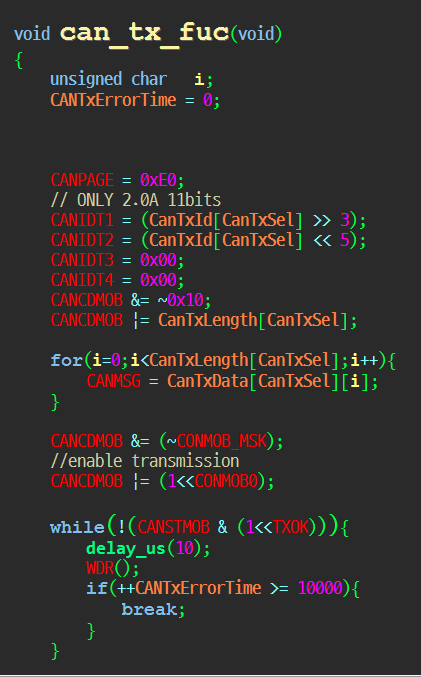 void can_tx_fuc(void)
{
unsigned char i;
CANTxErrorTime = 0;
CANPAGE = 0xE0;
// ONLY 2.0A 11bits
CANIDT1 = (CanTxId[CanTxSel] >> 3);
CANIDT2 = (CanTxId[CanTxSel] << 5);
CANIDT3 = 0x00;
CANIDT4 = 0x00;
CANCDMOB &= ~0x10;
CANCDMOB |= CanTxLength[CanTxSel];
for(i=0;i<CanTxLength[CanTxSel];i++){
CANMSG = CanTxData[CanTxSel][i];
}
CANCDMOB &= (~CONMOB_MSK);
//enable transmission
CANCDMOB |= (1<<CONMOB0);
while(!(CANSTMOB & (1<<TXOK))){
delay_us(10);
WDR();
if(++CANTxErrorTime >= 10000){
break;
}
}